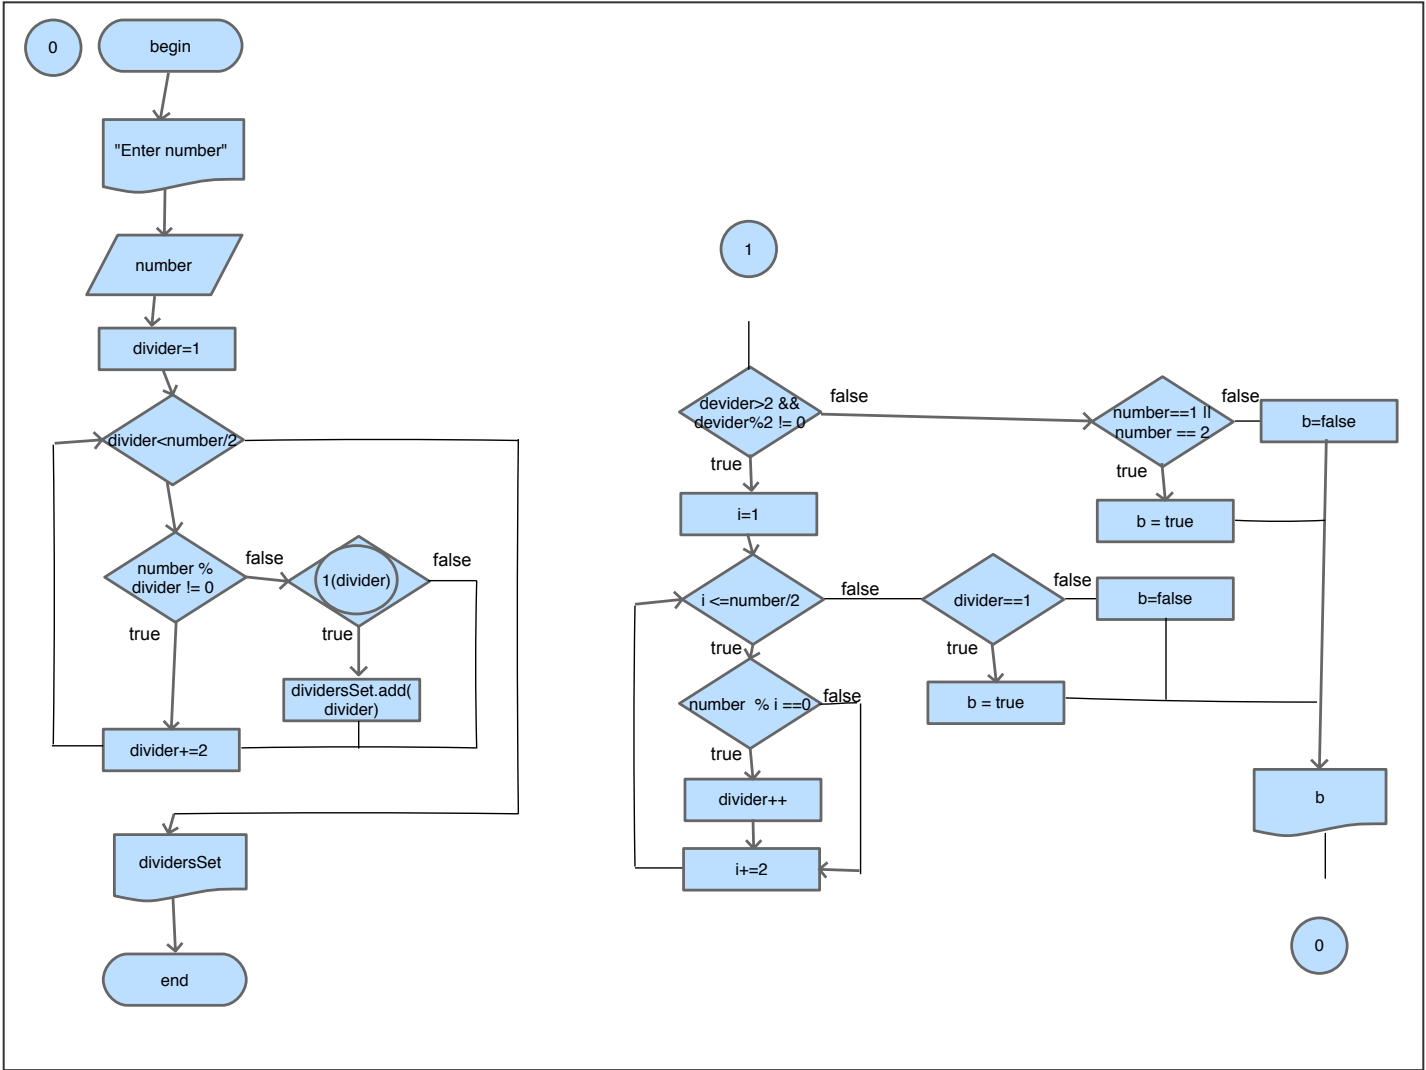 0
begin
"Enter number"
number
divider=1
divider<number/2
number %
divider != 0
false
true
1(divider)
false
true
dividersSet.add(
divider)
divider+=2
dividersSet
end
1
devider>2 &&
devider%2 != 0
false
true
number==1 ||
number == 2
false
b=false
true
b = true
i=1
i <=number/2
false
true
divider==1
false
b=false
true
b = true
number % i ==0
false
true
divider++
i+=2
b
0